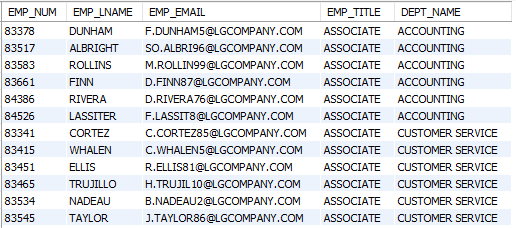 EMP_NUM EMP_LNAME EMP_EMAIL EMP_TITLE DEPT_NAME
83378 DUNHAM F.DUNHAM5@LGCOMPANY.COM ASSOCIATE ACCOUNTING
83517 ALBRIGHT SO.ALBRI96@LGCOMPANY.COM ASSOCIATE ACCOUNTING
83583 ROLLINS M.ROLLIN99@LGCOMPANY.COM ASSOCIATE ACCOUNTING
83661 FINN D.FINN87@LGCOMPANY.COM ASSOCIATE ACCOUNTING
84386 RIVERA D.RIVERA76@LGCOMPANY.COM ASSOCIATE ACCOUNTING
84526 LASSITER F.LASSIT8@LGCOMPANY.COM ASSOCIATE ACCOUNTING
83341 CORTEZ C.CORTEZ85@LGCOMPANY.COM ASSOCIATE CUSTOMER SERVICE
83415 WHALEN C.WHALEN5@LGCOMPANY.COM ASSOCIATE CUSTOMER SERVICE
83451 ELLIS R.ELLIS81@LGCOMPANY.COM ASSOCIATE CUSTOMER SERVICE
83465 TRUJILLO H.TRUJIL10@LGCOMPANY.COM ASSOCIATE CUSTOMER SERVICE
83534 NADEAU B.NADEAU2@LGCOMPANY.COM ASSOCIATE CUSTOMER SERVICE
83545 TAYLOR J.TAYLOR86@LGCOMPANY.COM ASSOCIATE CUSTOMER SERVICE